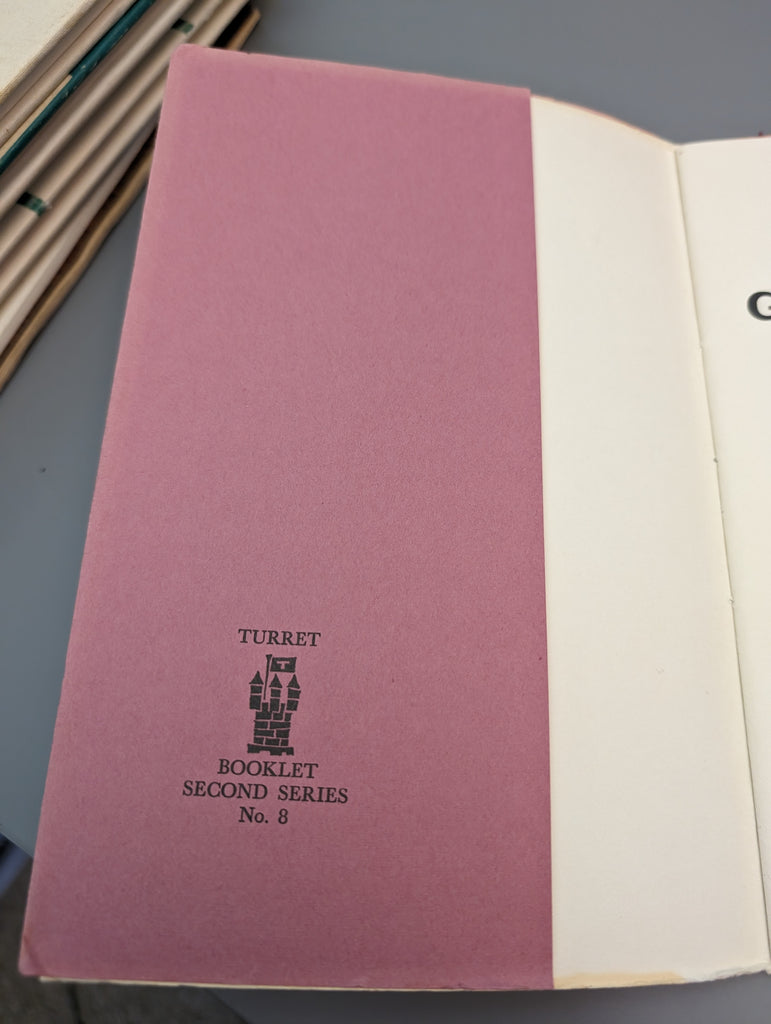 TURRET
T
BOOKLET
SECOND SERIES
No. 8
G